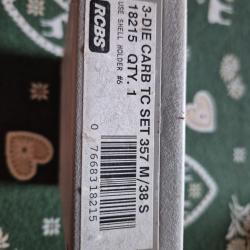 3-DIE CARB TC SET 357 M/38 S
18215 QTY. 1
RCBS
USE SHELL HOLDER #6
0 76683 18215